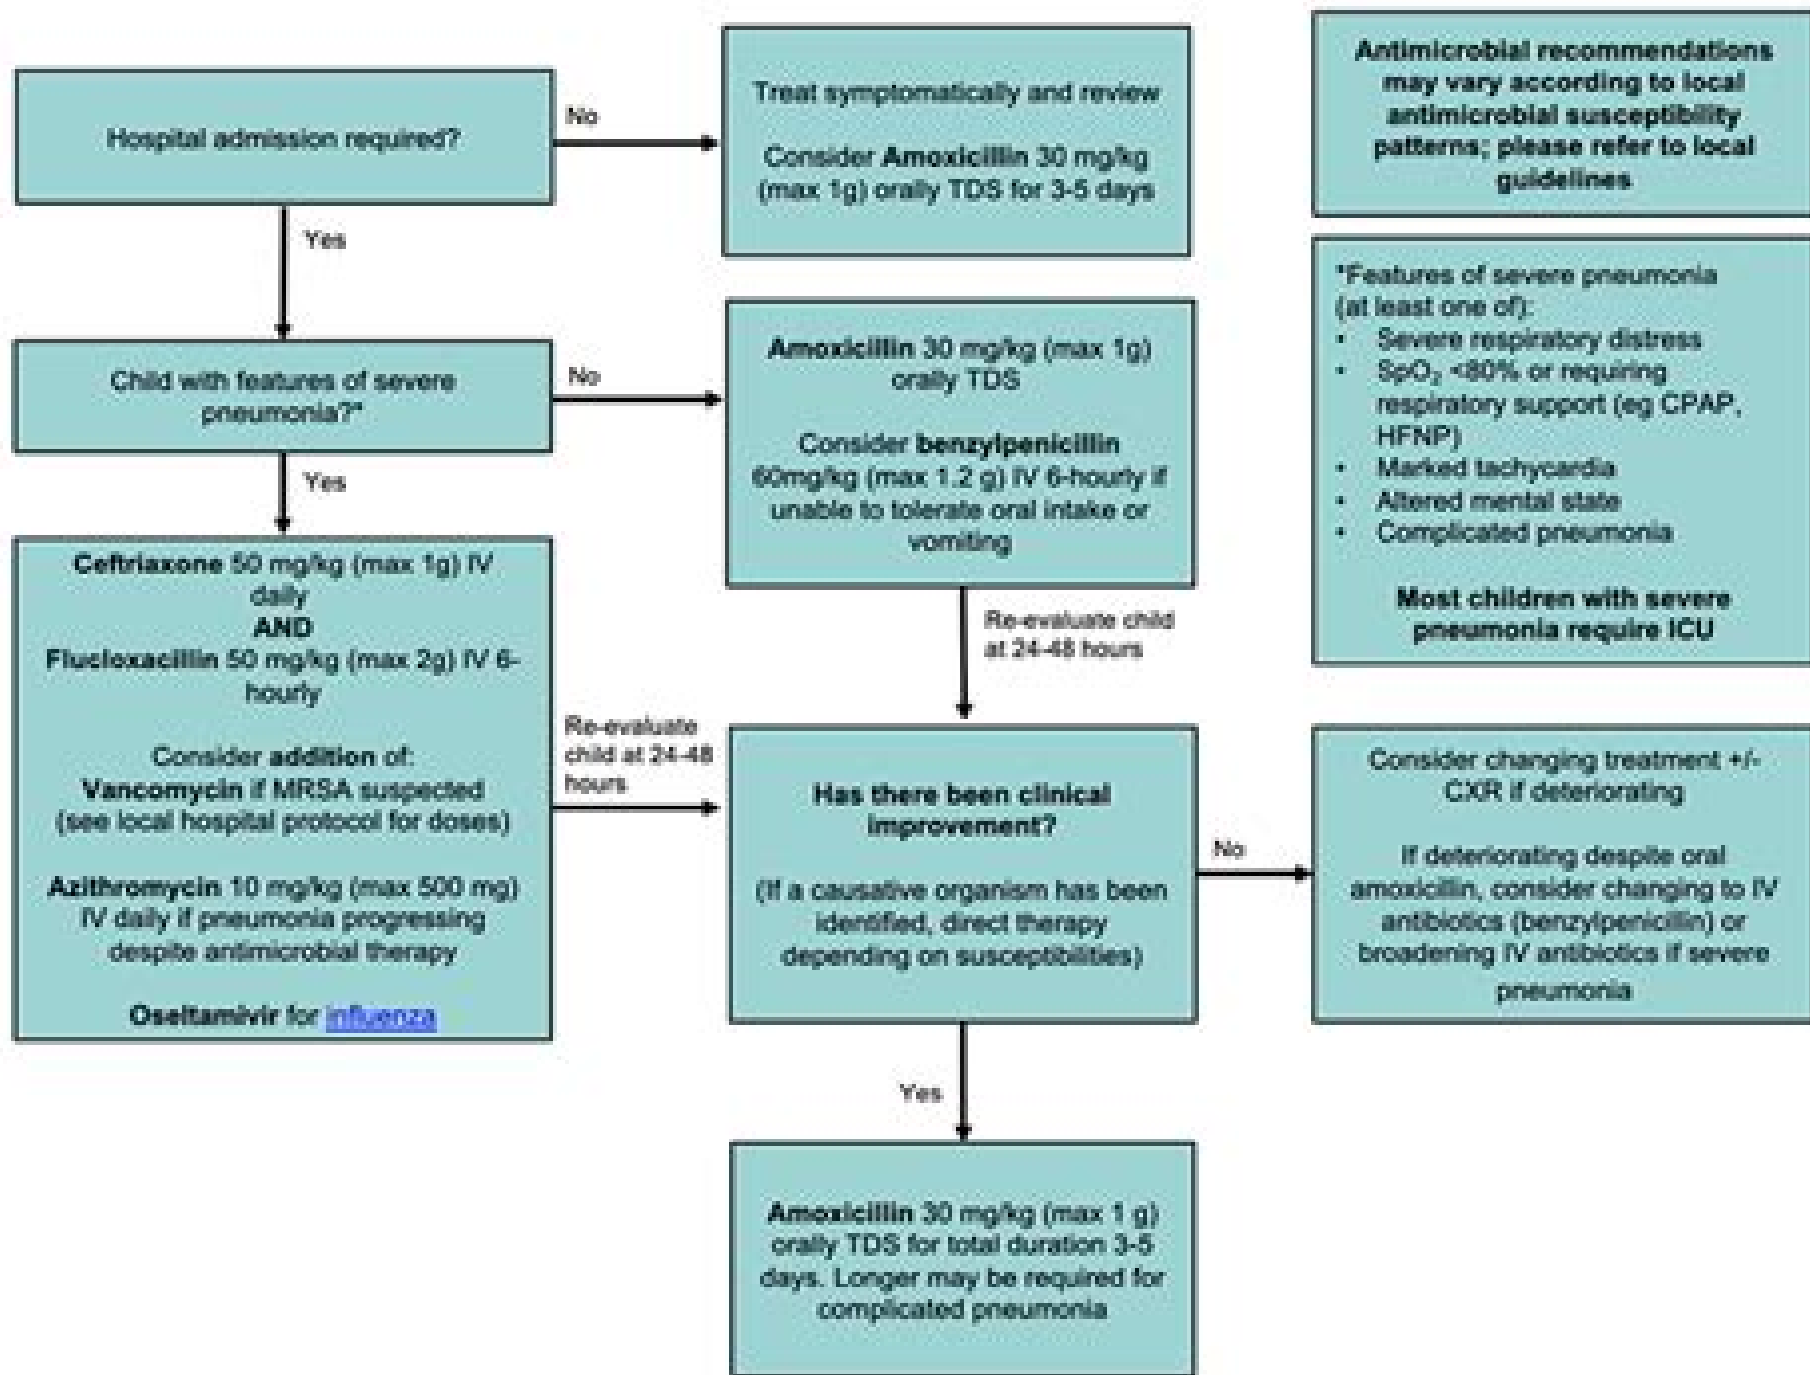 Hospital admission required?
No
Treat symptomatically and review
Consider Amoxicillin 30 mg/kg
(max 1g) orally TDS for 3-5 days
Antimicrobial recommendations
may vary according to local
antimicrobial susceptibility
patterns; please refer to local
guidelines
Yes
*Features of severe pneumonia
(at least one of):
• Severe respiratory distress
• SpO₂ <80% or requiring
respiratory support (eg CPAP,
HFNP)
• Marked tachycardia
• Altered mental state
• Complicated pneumonia
Most children with severe
pneumonia require ICU
Child with features of severe
pneumonia?*
No
Amoxicillin 30 mg/kg (max 1g)
orally TDS
Consider benzylpenicillin
60mg/kg (max 1.2 g) IV 6-hourly if
unable to tolerate oral intake or
vomiting
Yes
Re-evaluate child
at 24-48 hours
Ceftriaxone 50 mg/kg (max 1g) IV
daily
AND
Flucloxacillin 50 mg/kg (max 2g) IV 6-
hourly
Consider addition of:
Vancomycin if MRSA suspected
(see local hospital protocol for doses)
Azithromycin 10 mg/kg (max 500 mg)
IV daily if pneumonia progressing
despite antimicrobial therapy
Oseltamivir for influenza
Re-evaluate
child at 24-48
hours
Has there been clinical
improvement?
(If a causative organism has been
identified, direct therapy
depending on susceptibilities)
No
Consider changing treatment +/-
CXR if deteriorating
If deteriorating despite oral
amoxicillin, consider changing to IV
antibiotics (benzylpenicillin) or
broadening IV antibiotics if severe
pneumonia
Yes
Amoxicillin 30 mg/kg (max 1 g)
orally TDS for total duration 3-5
days. Longer may be required for
complicated pneumonia